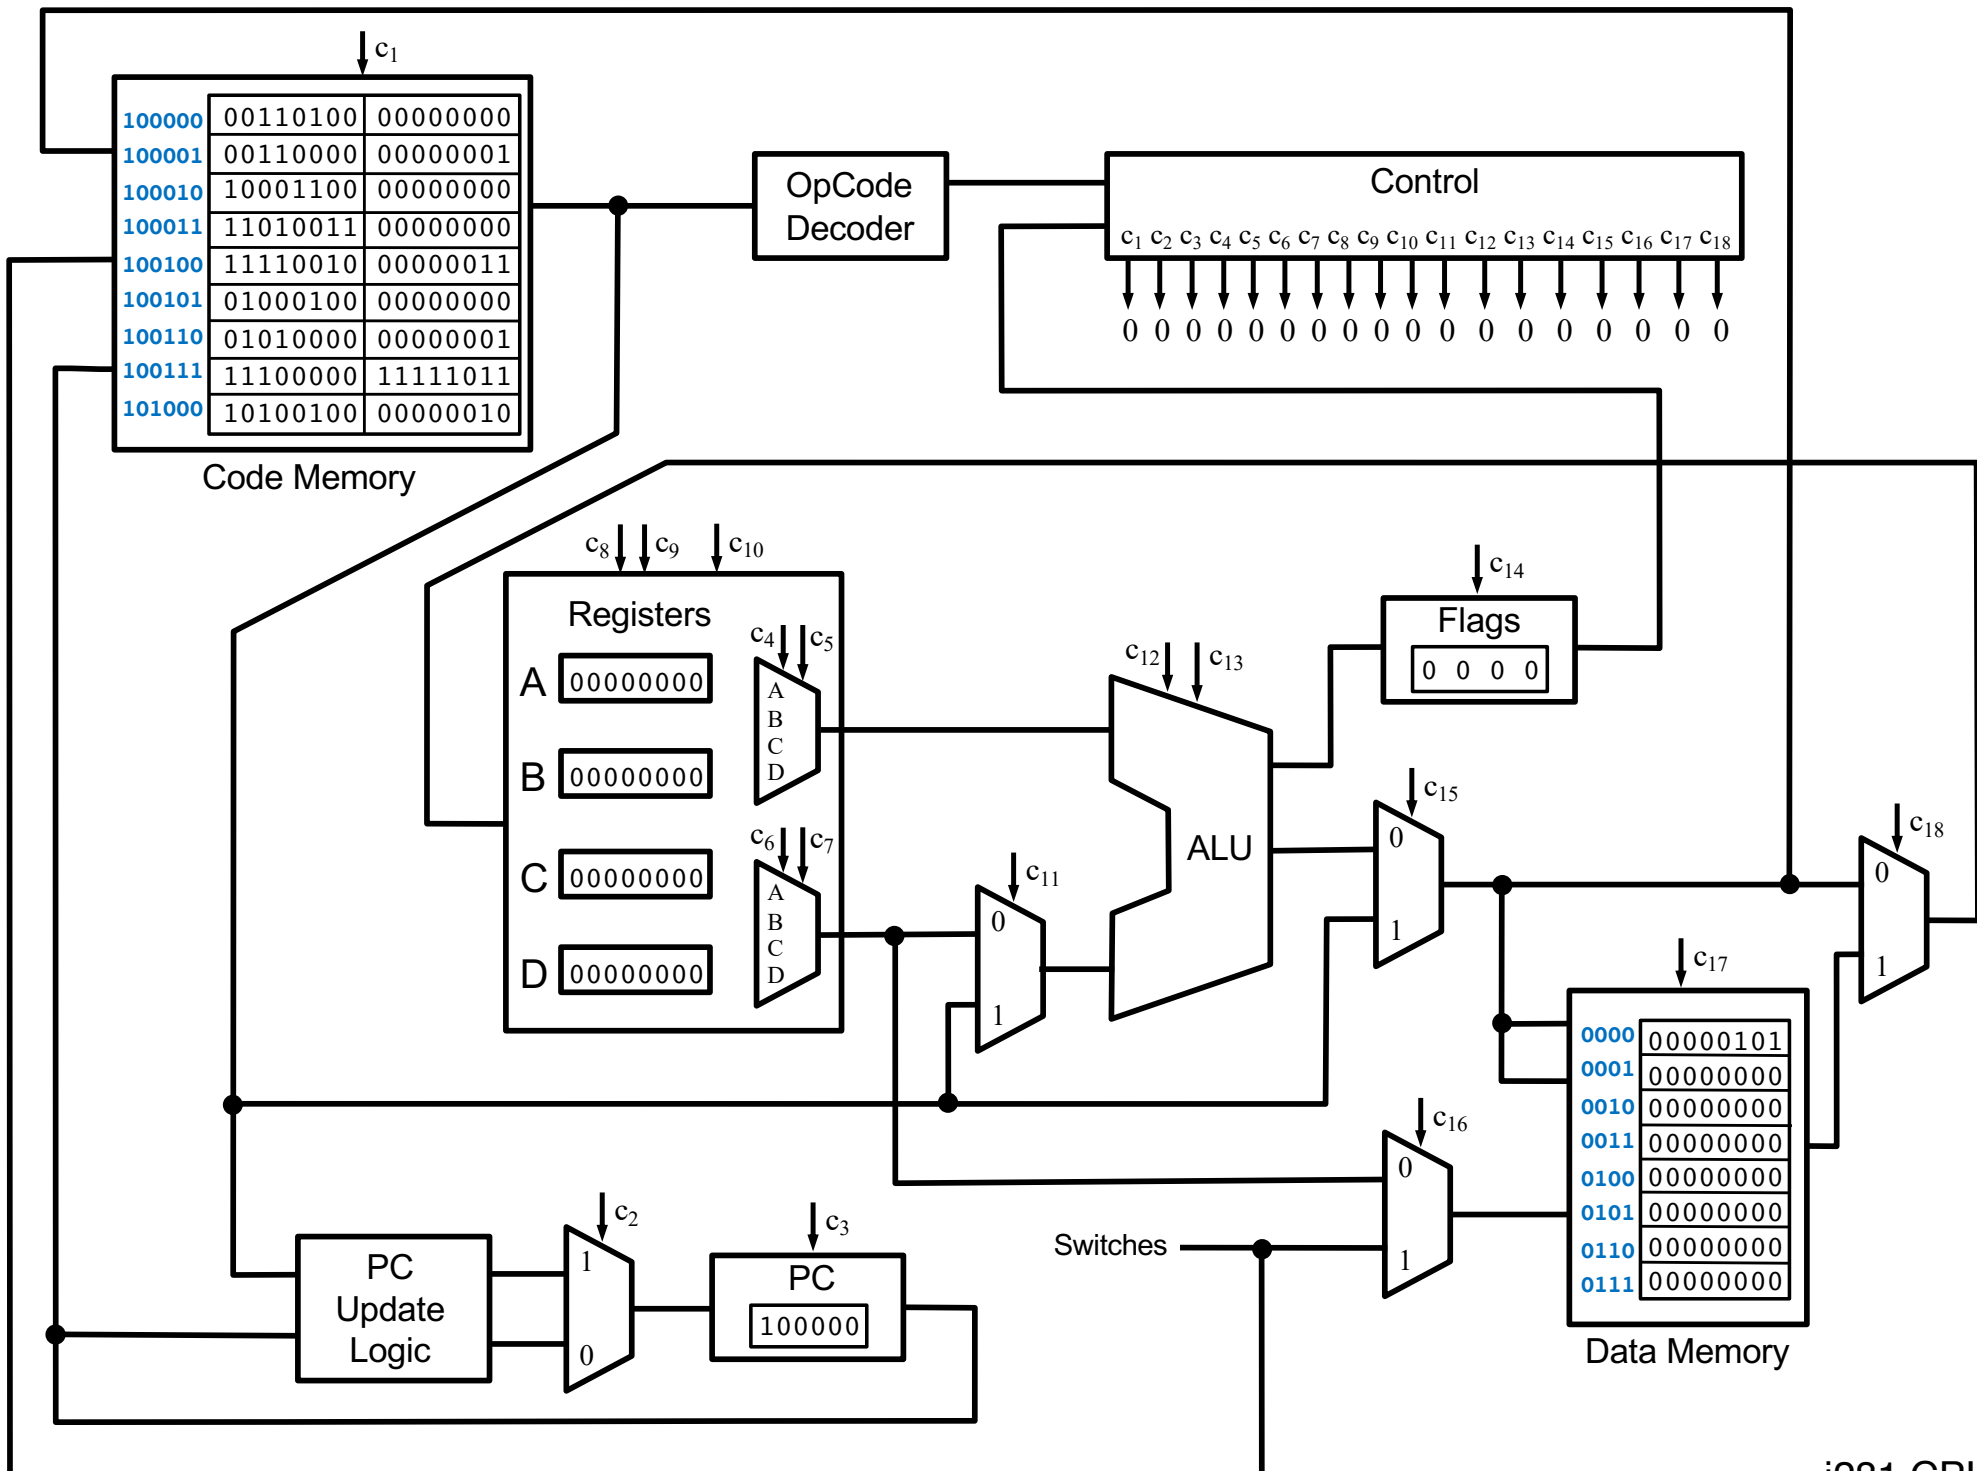 c1
100000 00110100 00000000
100001 00110000 00000001
100010 10001100 00000000
100011 11010011 00000000
100100 11110010 00000011
100101 01000100 00000000
100110 01010000 00000001
100111 11100000 11111011
101000 10100100 00000010
Code Memory
OpCode
Decoder
Control
c1 c2 c3 c4 c5 c6 c7 c8 c9 c10 c11 c12 c13 c14 c15 c16 c17 c18
0 0 0 0 0 0 0 0 0 0 0 0 0 0 0 0 0 0
c8 c9 c10
Registers
A 00000000
B 00000000
C 00000000
D 00000000
c4 c5
A
B
C
D
c6 c7
A
B
C
D
c11
0
1
c12 c13
ALU
c14
Flags
0 0 0 0
c15
0
1
c18
0
1
c17
0000 00000101
0001 00000000
0010 00000000
0011 00000000
0100 00000000
0101 00000000
0110 00000000
0111 00000000
Data Memory
c16
0
1
Switches
PC
Update
Logic
c2
1
0
c3
PC
100000